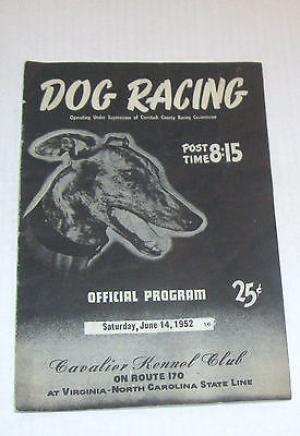 DOG RACING
Operating Under Supervision of Currituck County Racing Commission
POST
TIME 8:15
OFFICIAL PROGRAM
25¢
Saturday, June 14, 1952 16
Cavalier Kennel Club
ON ROUTE 170
AT VIRGINIA-NORTH CAROLINA STATE LINE